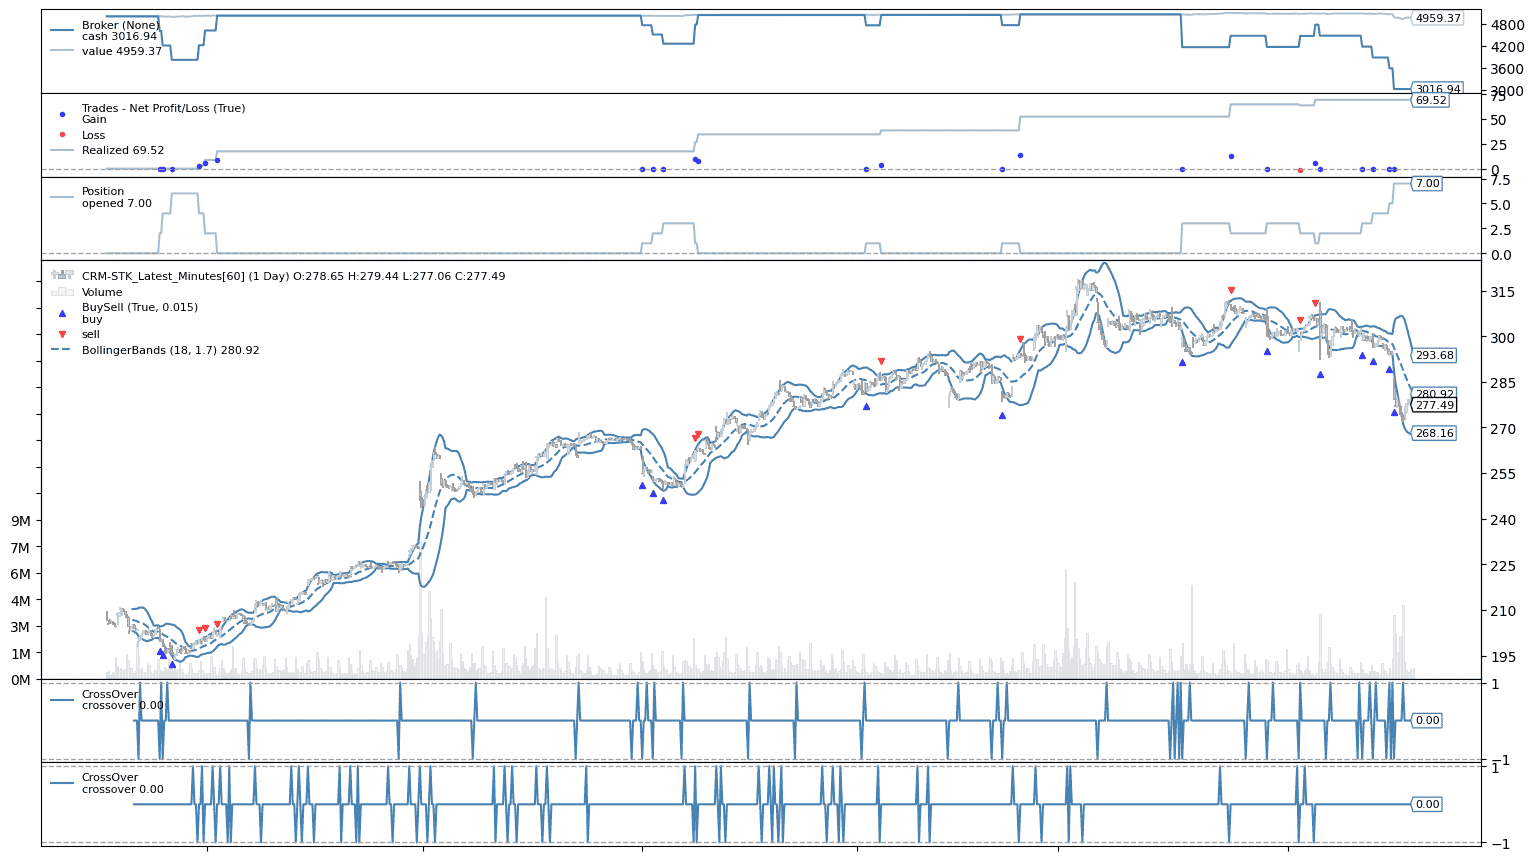 Broker (None)
cash 3016.94
value 4959.37
4959.37
4800
4200
3600
3016.94
3000
Trades - Net Profit/Loss (True)
Gain
Loss
Realized 69.52
75
69.52
50
25
0
Position
opened 7.00
7.5
7.00
5.0
2.5
0.0
CRM-STK_Latest_Minutes[60] (1 Day) O:278.65 H:279.44 L:277.06 C:277.49
Volume
BuySell (True, 0.015)
buy
sell
BollingerBands (18, 1.7) 280.92
315
300
293.68
285
280.92
277.49
270
268.16
255
240
225
210
195
9M
7M
6M
4M
3M
1M
0M
CrossOver
crossover 0.00
1
0.00
−1
CrossOver
crossover 0.00
1
0.00
−1